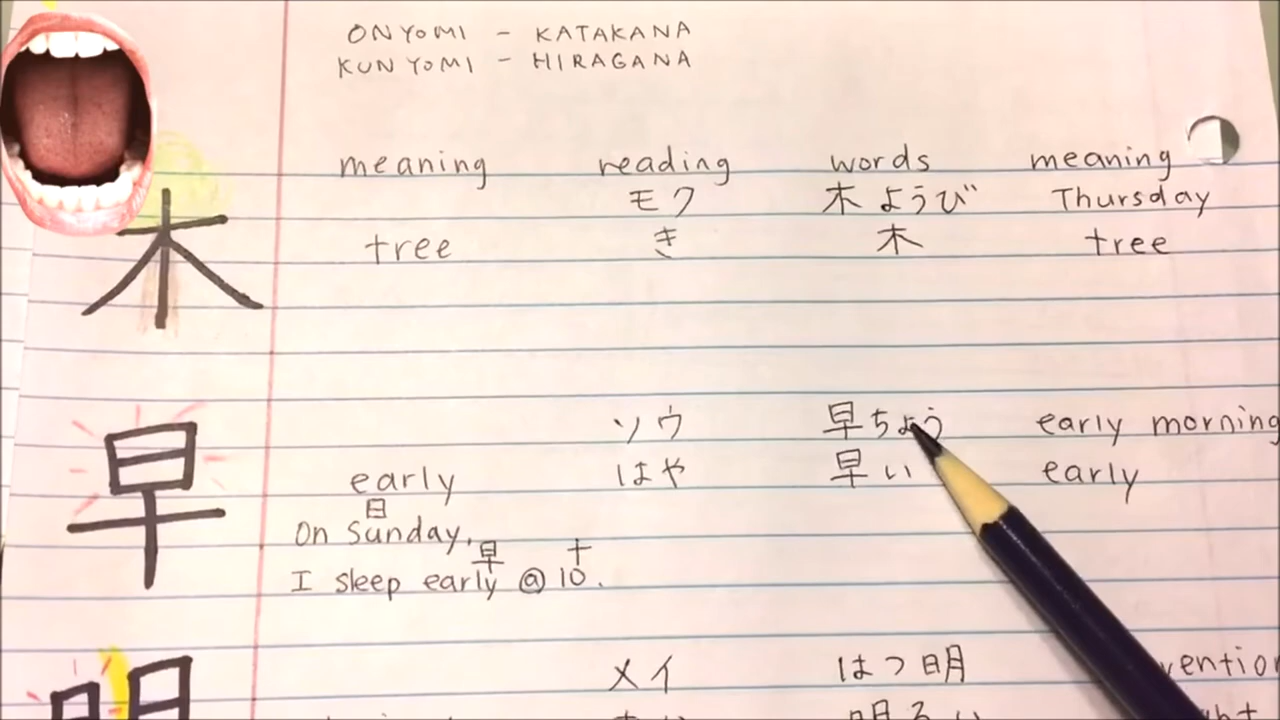 ONYOMI - KATAKANA
KUNYOMI - HIRAGANA
meaning reading words meaning
木 モク 木ようび Thursday
tree き 木 tree
早 ソウ 早ちょう early morning
early はや 早い early
日
On Sunday,
早 十
I sleep early @ 10.
明 メイ はつ明